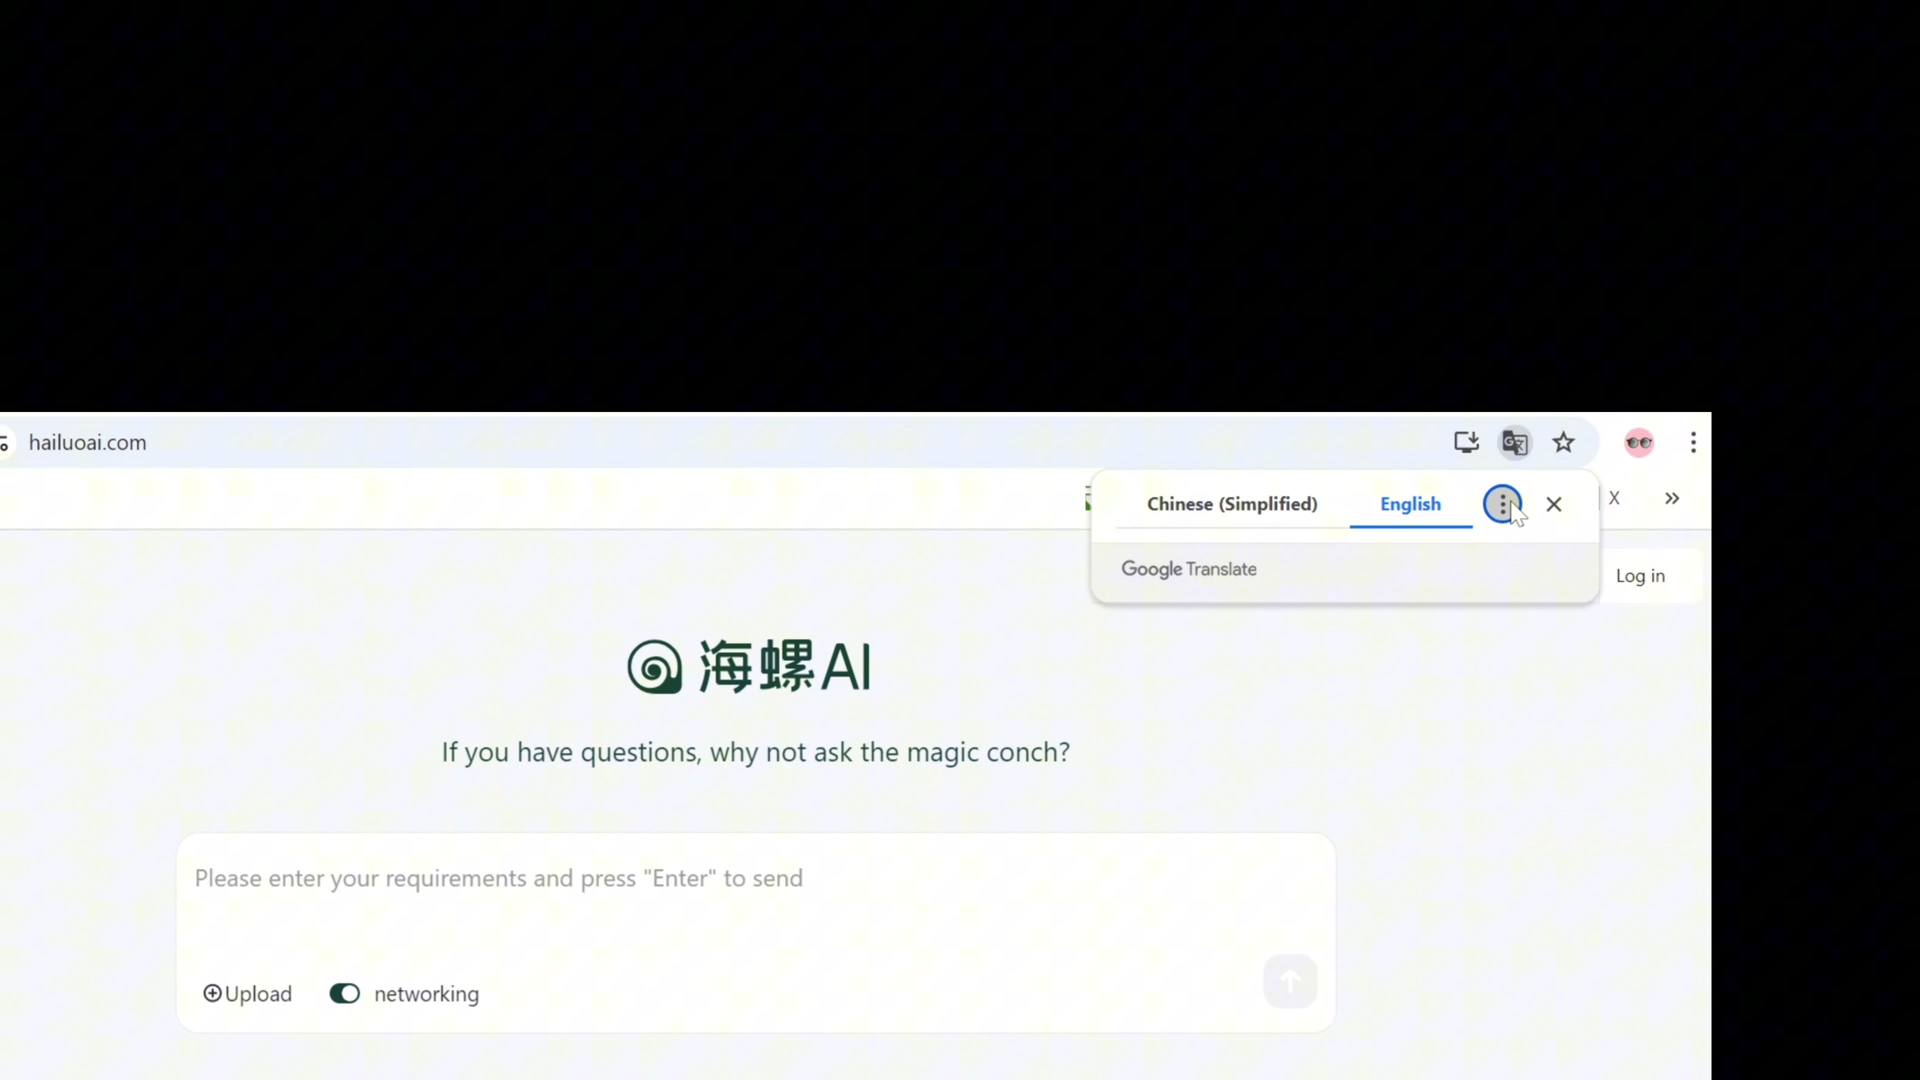 hailuoai.com
Chinese (Simplified) English
X
Google Translate
Log in
海螺AI
If you have questions, why not ask the magic conch?
Please enter your requirements and press "Enter" to send
Upload networking